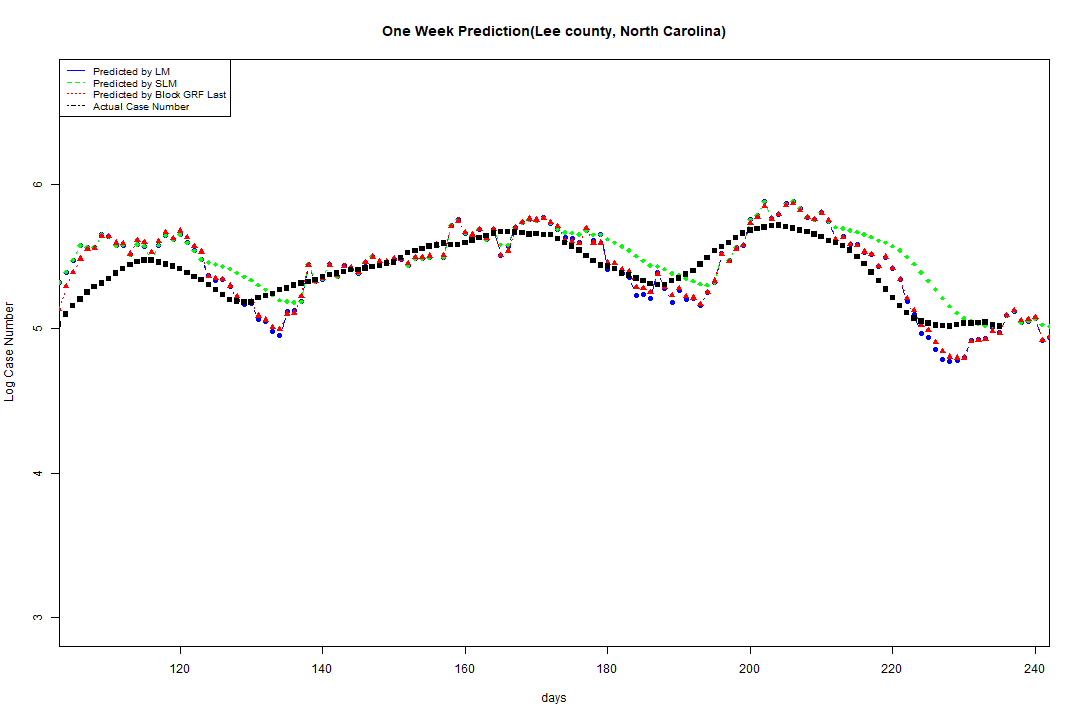 One Week Prediction(Lee county, North Carolina)
Predicted by LM
Predicted by SLM
Predicted by Block GRF Last
Actual Case Number
6
5
4
3
Log Case Number
120 140 160 180 200 220 240
days